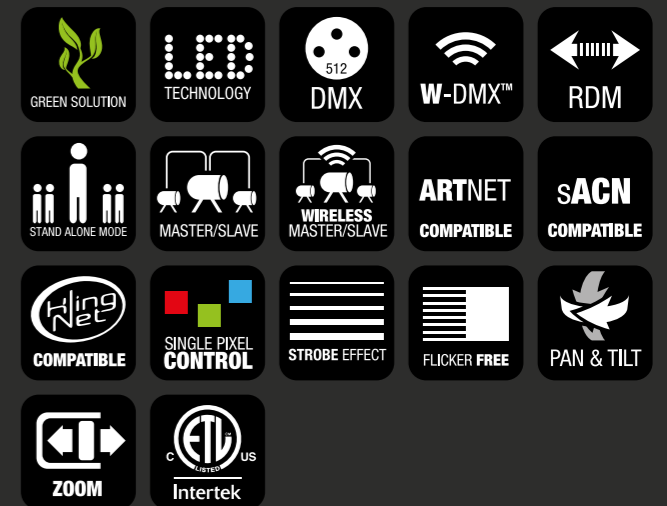 GREEN SOLUTION
LED
TECHNOLOGY
512
DMX
W-DMX™
RDM
STAND ALONE MODE
MASTER/SLAVE
WIRELESS
MASTER/SLAVE
ARTNET
COMPATIBLE
sACN
COMPATIBLE
Kling
Net
COMPATIBLE
SINGLE PIXEL
CONTROL
STROBE EFFECT
FLICKER FREE
PAN & TILT
ZOOM
ETL
C US
LISTED
Intertek